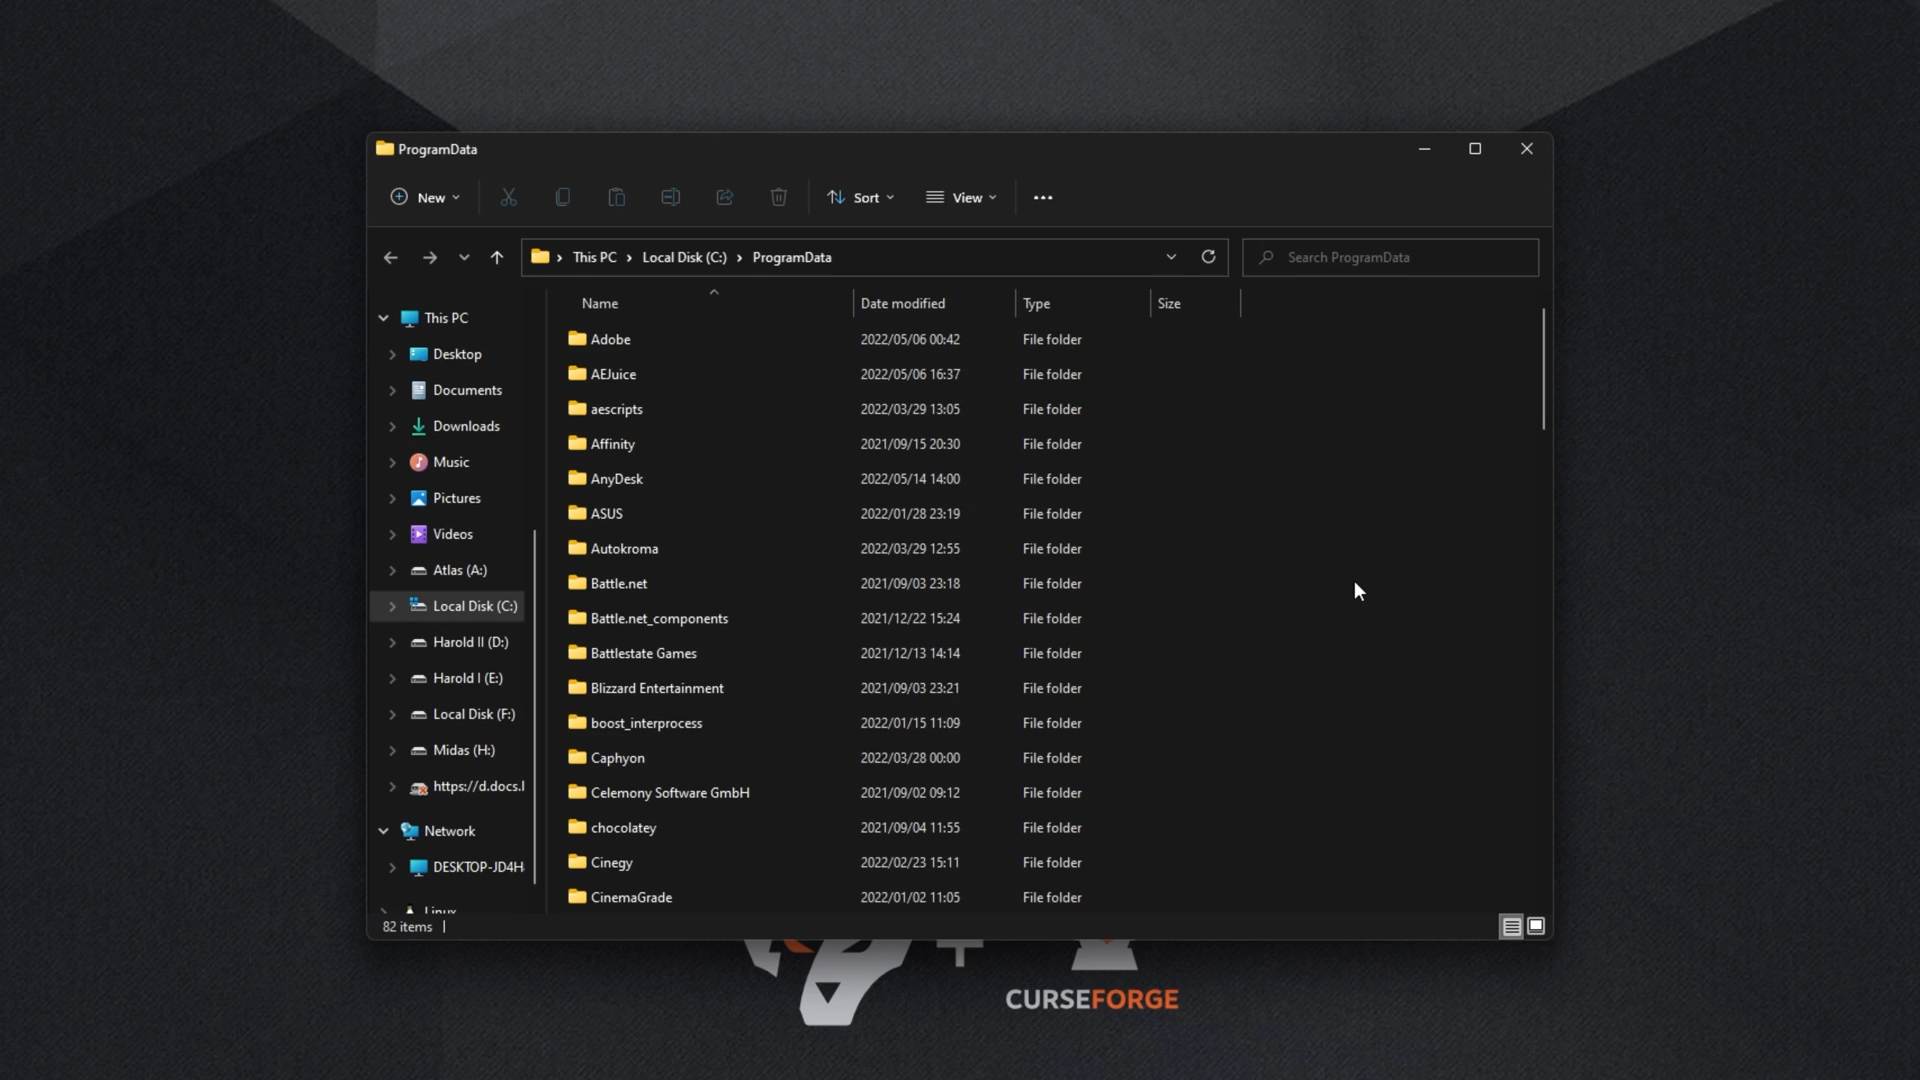 ProgramData
New
Sort
View
This PC
Local Disk (C:)
ProgramData
Search ProgramData
Name Date modified Type Size
This PC
Desktop
Documents
Downloads
Music
Pictures
Videos
Atlas (A:)
Local Disk (C:)
Harold II (D:)
Harold I (E:)
Local Disk (F:)
Midas (H:)
https://d.docs.l
Network
DESKTOP-JD4H
Linux
Adobe 2022/05/06 00:42 File folder
AEJuice 2022/05/06 16:37 File folder
aescripts 2022/03/29 13:05 File folder
Affinity 2021/09/15 20:30 File folder
AnyDesk 2022/05/14 14:00 File folder
ASUS 2022/01/28 23:19 File folder
Autokroma 2022/03/29 12:55 File folder
Battle.net 2021/09/03 23:18 File folder
Battle.net_components 2021/12/22 15:24 File folder
Battlestate Games 2021/12/13 14:14 File folder
Blizzard Entertainment 2021/09/03 23:21 File folder
boost_interprocess 2022/01/15 11:09 File folder
Caphyon 2022/03/28 00:00 File folder
Celemony Software GmbH 2021/09/02 09:12 File folder
chocolatey 2021/09/04 11:55 File folder
Cinegy 2022/02/23 15:11 File folder
CinemaGrade 2022/01/02 11:05 File folder
82 items
CURSEFORGE